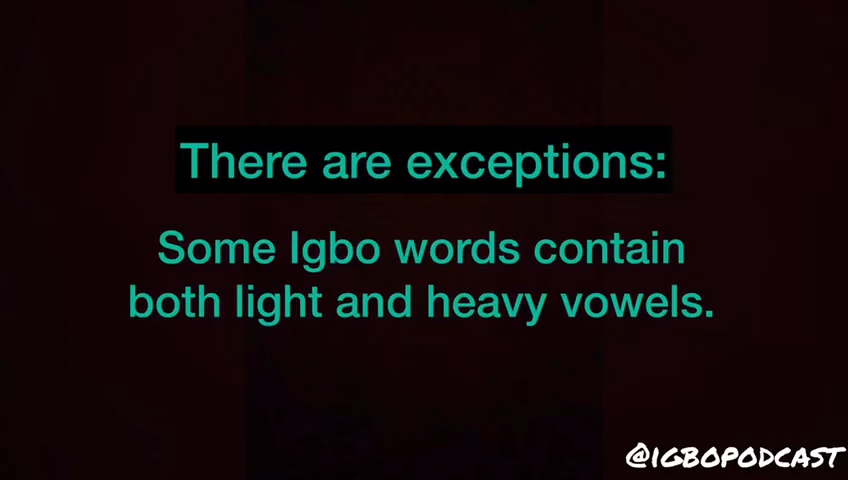 There are exceptions:
Some Igbo words contain
both light and heavy vowels.
@IGBOPODCAST